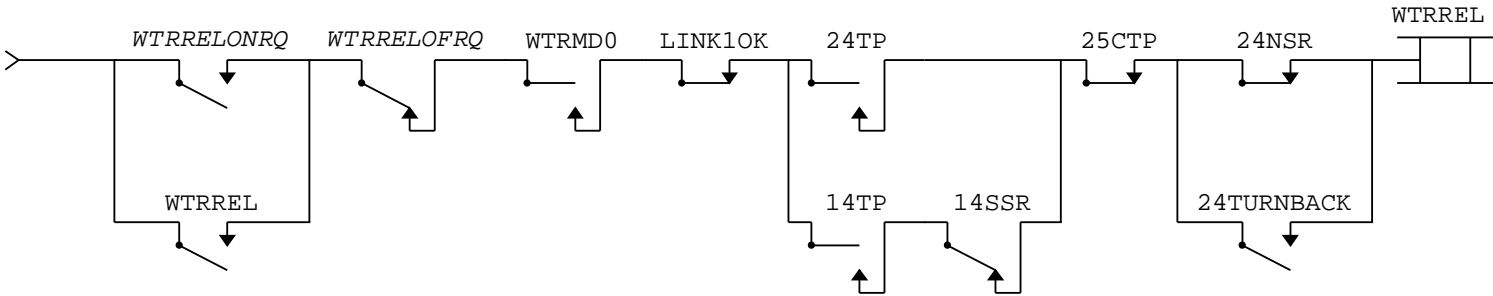 WTRREL
WTRRELONRQ WTRRELOFRQ WTRMD0 LINK1OK 24TP 25CTP 24NSR
WTRREL 14TP 14SSR 24TURNBACK